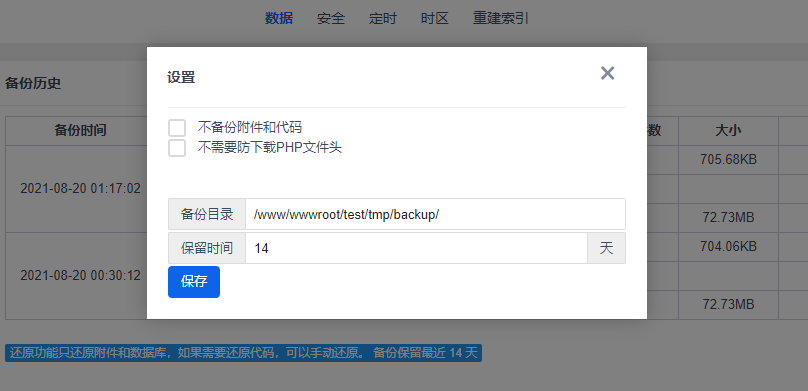 数据 安全 定时 时区 重建索引
设置
×
备份历史
不备份附件和代码
备份时间 数 大小
不需要防下载PHP文件头
705.68KB
2021-08-20 01:17:02
备份目录 /www/wwwroot/test/tmp/backup/
72.73MB
保留时间 14 天
704.06KB
2021-08-20 00:30:12
保存
72.73MB
还原功能只还原附件和数据库，如果需要还原代码，可以手动还原。 备份保留最近 14 天